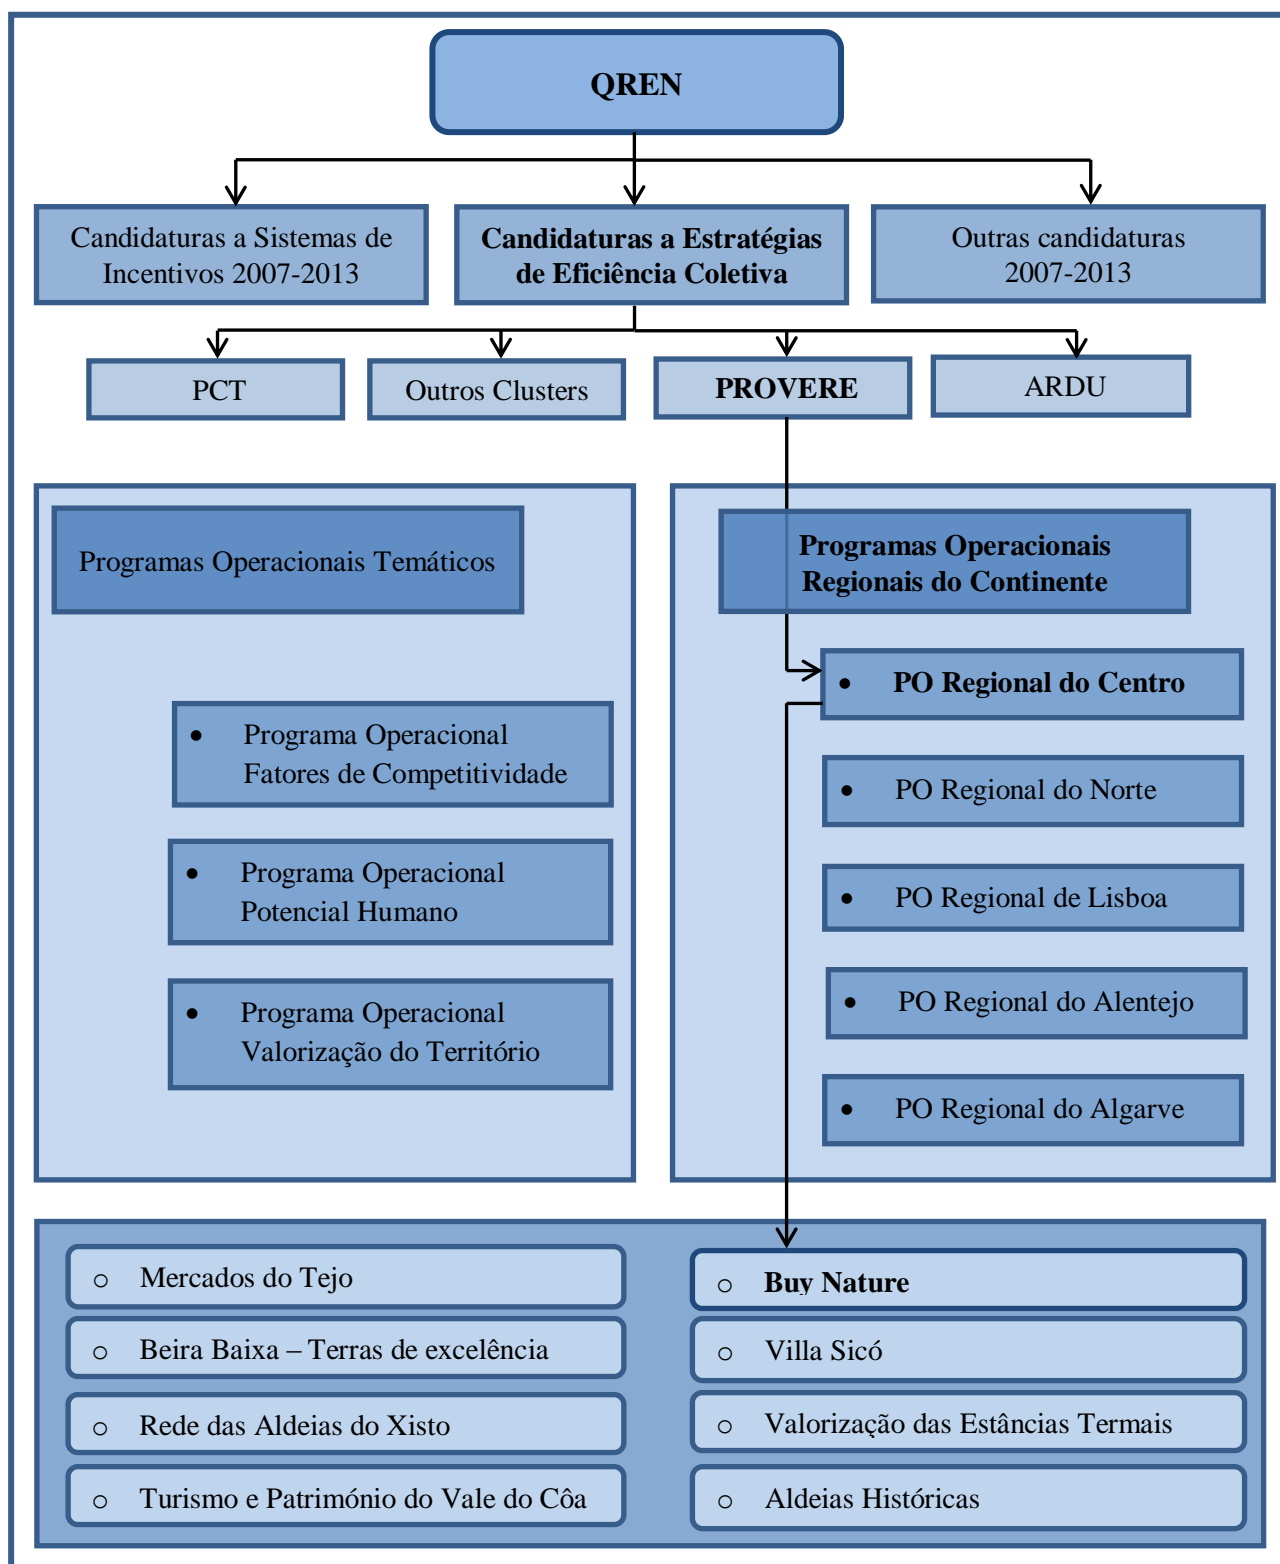 QREN
Candidaturas a Sistemas de
Incentivos 2007-2013
Candidaturas a Estratégias
de Eficiência Coletiva
Outras candidaturas
2007-2013
PCT
Outros Clusters
PROVERE
ARDU
Programas Operacionais Temáticos
• Programa Operacional
Fatores de Competitividade
• Programa Operacional
Potencial Humano
• Programa Operacional
Valorização do Território
Programas Operacionais
Regionais do Continente
• PO Regional do Centro
• PO Regional do Norte
• PO Regional de Lisboa
• PO Regional do Alentejo
• PO Regional do Algarve
o Mercados do Tejo
o Beira Baixa – Terras de excelência
o Rede das Aldeias do Xisto
o Turismo e Património do Vale do Côa
o Buy Nature
o Villa Sicó
o Valorização das Estâncias Termais
o Aldeias Históricas